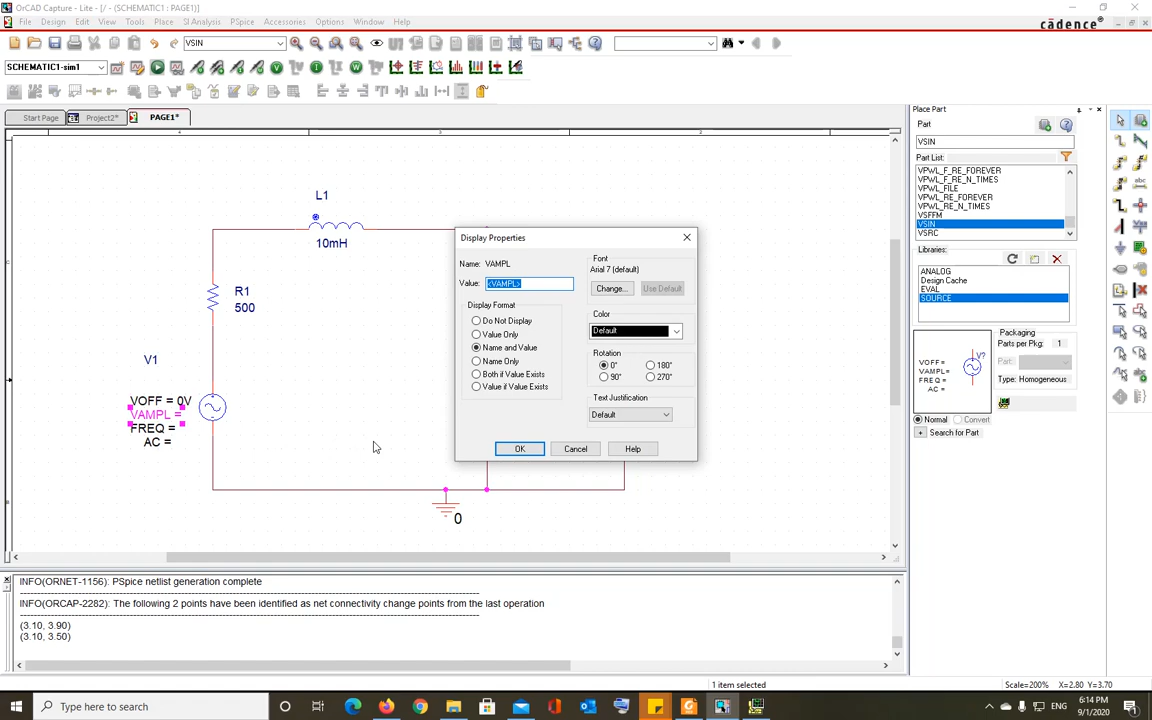 OrCAD Capture - Lite - [/ - (SCHEMATIC1 : PAGE1)*]
File Design Edit View Tools Place SI Analysis PSpice Accessories Options Window Help
cādence®
VSIN
SCHEMATIC1-sim1
Start Page Project2* PAGE1*
4 3 2
C
B
L1
10mH
R1
500
V1
VOFF = 0V
VAMPL =
FREQ =
AC =
0
Display Properties
Name: VAMPL
Value: <VAMPL>
Display Format
Do Not Display
Value Only
Name and Value
Name Only
Both if Value Exists
Value if Value Exists
Font
Arial 7 (default)
Change... Use Default
Color
Default
Rotation
0° 180°
90° 270°
Text Justification
Default
OK Cancel Help
Place Part
Part
VSIN
Part List:
VPWL_F_RE_FOREVER
VPWL_F_RE_N_TIMES
VPWL_FILE
VPWL_RE_FOREVER
VPWL_RE_N_TIMES
VSFFM
VSIN
VSRC
Libraries:
ANALOG
Design Cache
EVAL
SOURCE
V?
VOFF =
VAMPL =
FREQ =
AC =
Packaging
Parts per Pkg: 1
Part:
Type: Homogeneous
Normal Convert
Search for Part
INFO(ORNET-1156): PSpice netlist generation complete
INFO(ORCAP-2282): The following 2 points have been identified as net connectivity change points from the last operation
(3.10, 3.90)
(3.10, 3.50)
1 item selected Scale=200% X=2.80 Y=3.70
Type here to search
ENG
6:14 PM
9/1/2020